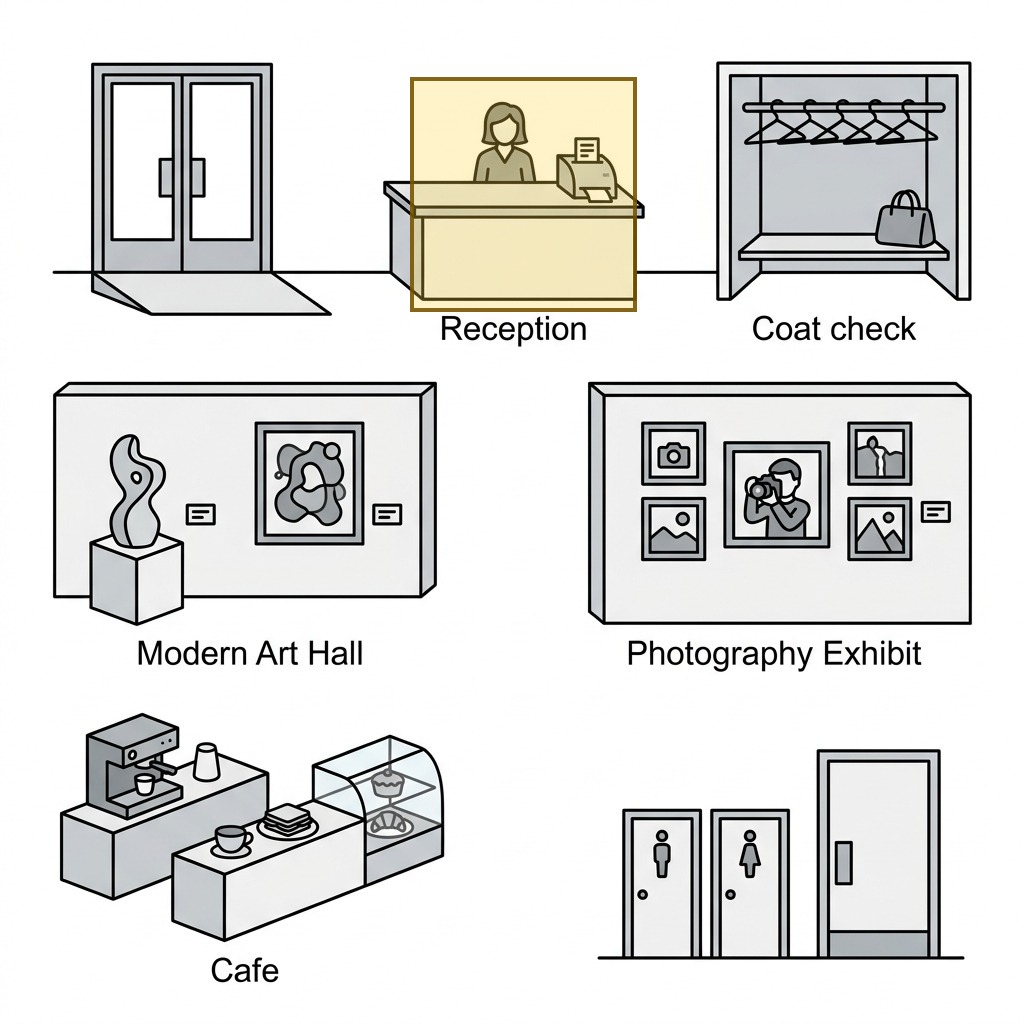 Reception
Coat check
Modern Art Hall
Photography Exhibit
Cafe